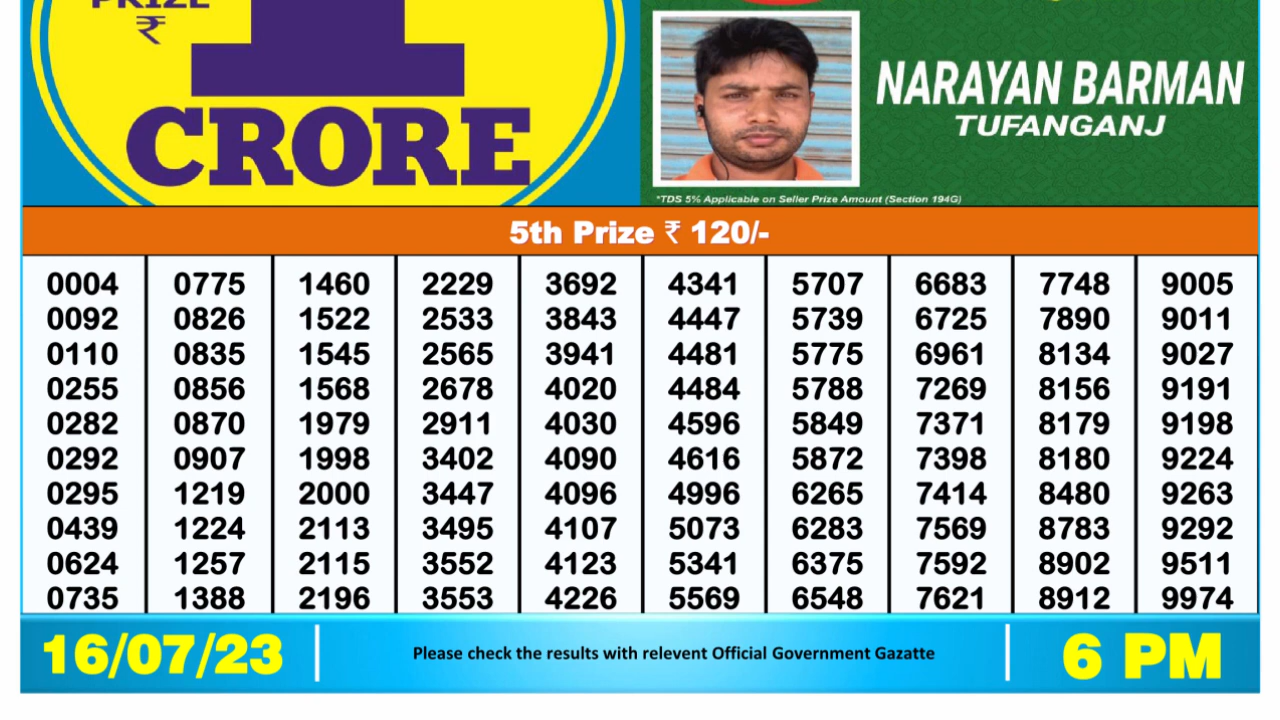 PRIZE
₹
1
CRORE
NARAYAN BARMAN
TUFANGANJ
*TDS 5% Applicable on Seller Prize Amount (Section 194G)
5th Prize ₹ 120/-
0004 0775 1460 2229 3692 4341 5707 6683 7748 9005
0092 0826 1522 2533 3843 4447 5739 6725 7890 9011
0110 0835 1545 2565 3941 4481 5775 6961 8134 9027
0255 0856 1568 2678 4020 4484 5788 7269 8156 9191
0282 0870 1979 2911 4030 4596 5849 7371 8179 9198
0292 0907 1998 3402 4090 4616 5872 7398 8180 9224
0295 1219 2000 3447 4096 4996 6265 7414 8480 9263
0439 1224 2113 3495 4107 5073 6283 7569 8783 9292
0624 1257 2115 3552 4123 5341 6375 7592 8902 9511
0735 1388 2196 3553 4226 5569 6548 7621 8912 9974
16/07/23
Please check the results with relevent Official Government Gazatte
6 PM